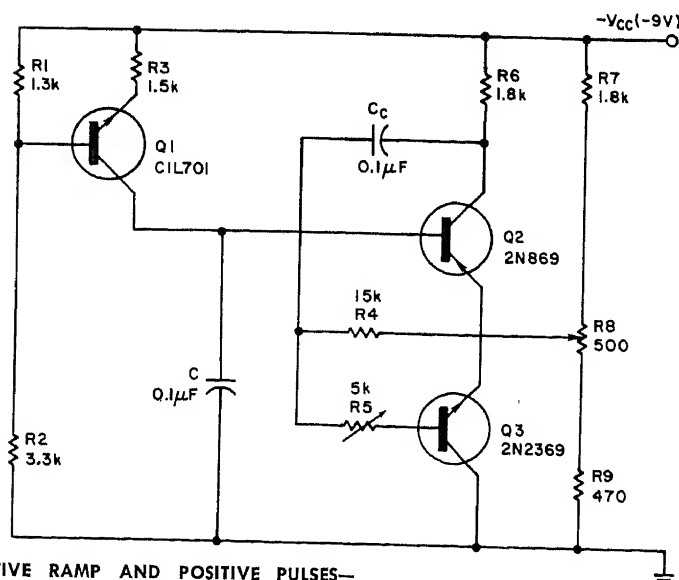 -VCC(-9V)
R1
1.3k
R3
1.5k
R6
1.8k
R7
1.8k
CC
0.1μF
Q1
C1L701
Q2
2N869
15k
R4
R8
500
C
0.1μF
5k
R5
Q3
2N2369
R2
3.3k
R9
470
TIVE RAMP AND POSITIVE PULSES—